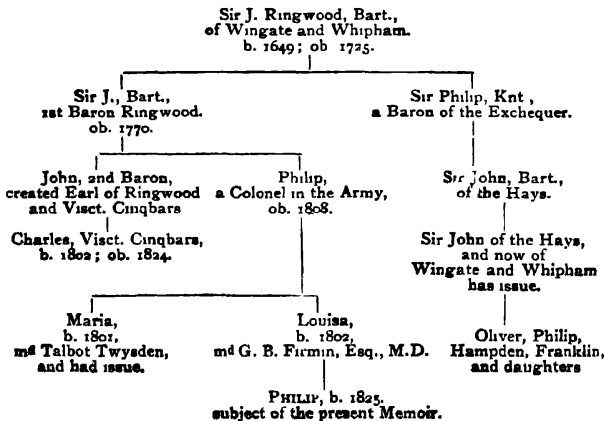 Sir J. Ringwood, Bart.,
of Wingate and Whipham.
b. 1649; ob 1725.
Sir J., Bart.,
1st Baron Ringwood.
ob. 1770.
Sir Philip, Knt,
a Baron of the Exchequer.
John, 2nd Baron,
created Earl of Ringwood
and Visct. Cinqbars
Philip,
a Colonel in the Army,
ob. 1808.
Sir John, Bart.,
of the Hays.
Charles, Visct. Cinqbars,
b. 1802; ob. 1824.
Sir John of the Hays,
and now of
Wingate and Whipham
has issue.
Maria,
b. 1801,
md Talbot Twysden,
and had issue.
Louisa,
b. 1802,
md G. B. Firmin, Esq., M.D.
Oliver, Philip,
Hampden, Franklin,
and daughters
PHILIP, b. 1825.
subject of the present Memoir.